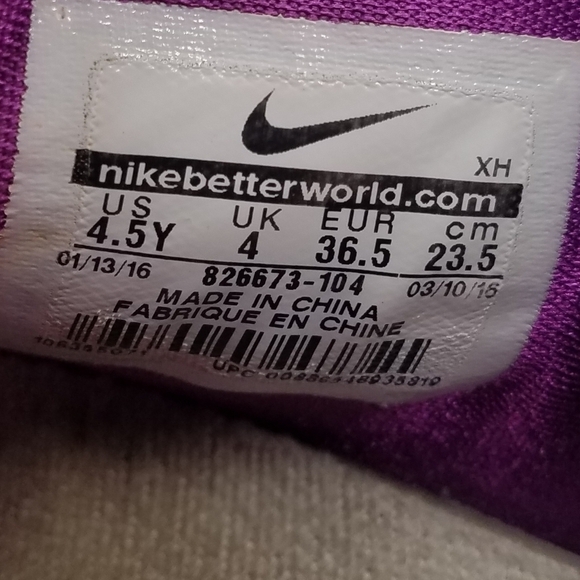 XH
nikebetterworld.com
US UK EUR cm
4.5Y 4 36.5 23.5
01/13/16 826673-104 03/10/16
MADE IN CHINA
FABRIQUE EN CHINE
UPC